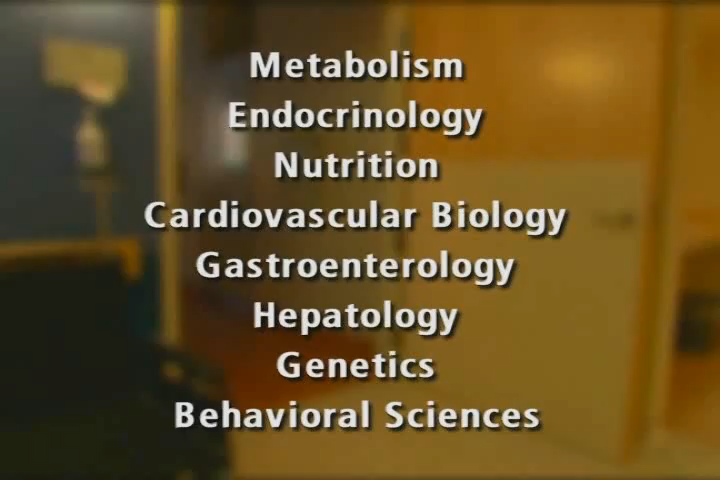 Metabolism
Endocrinology
Nutrition
Cardiovascular Biology
Gastroenterology
Hepatology
Genetics
Behavioral Sciences